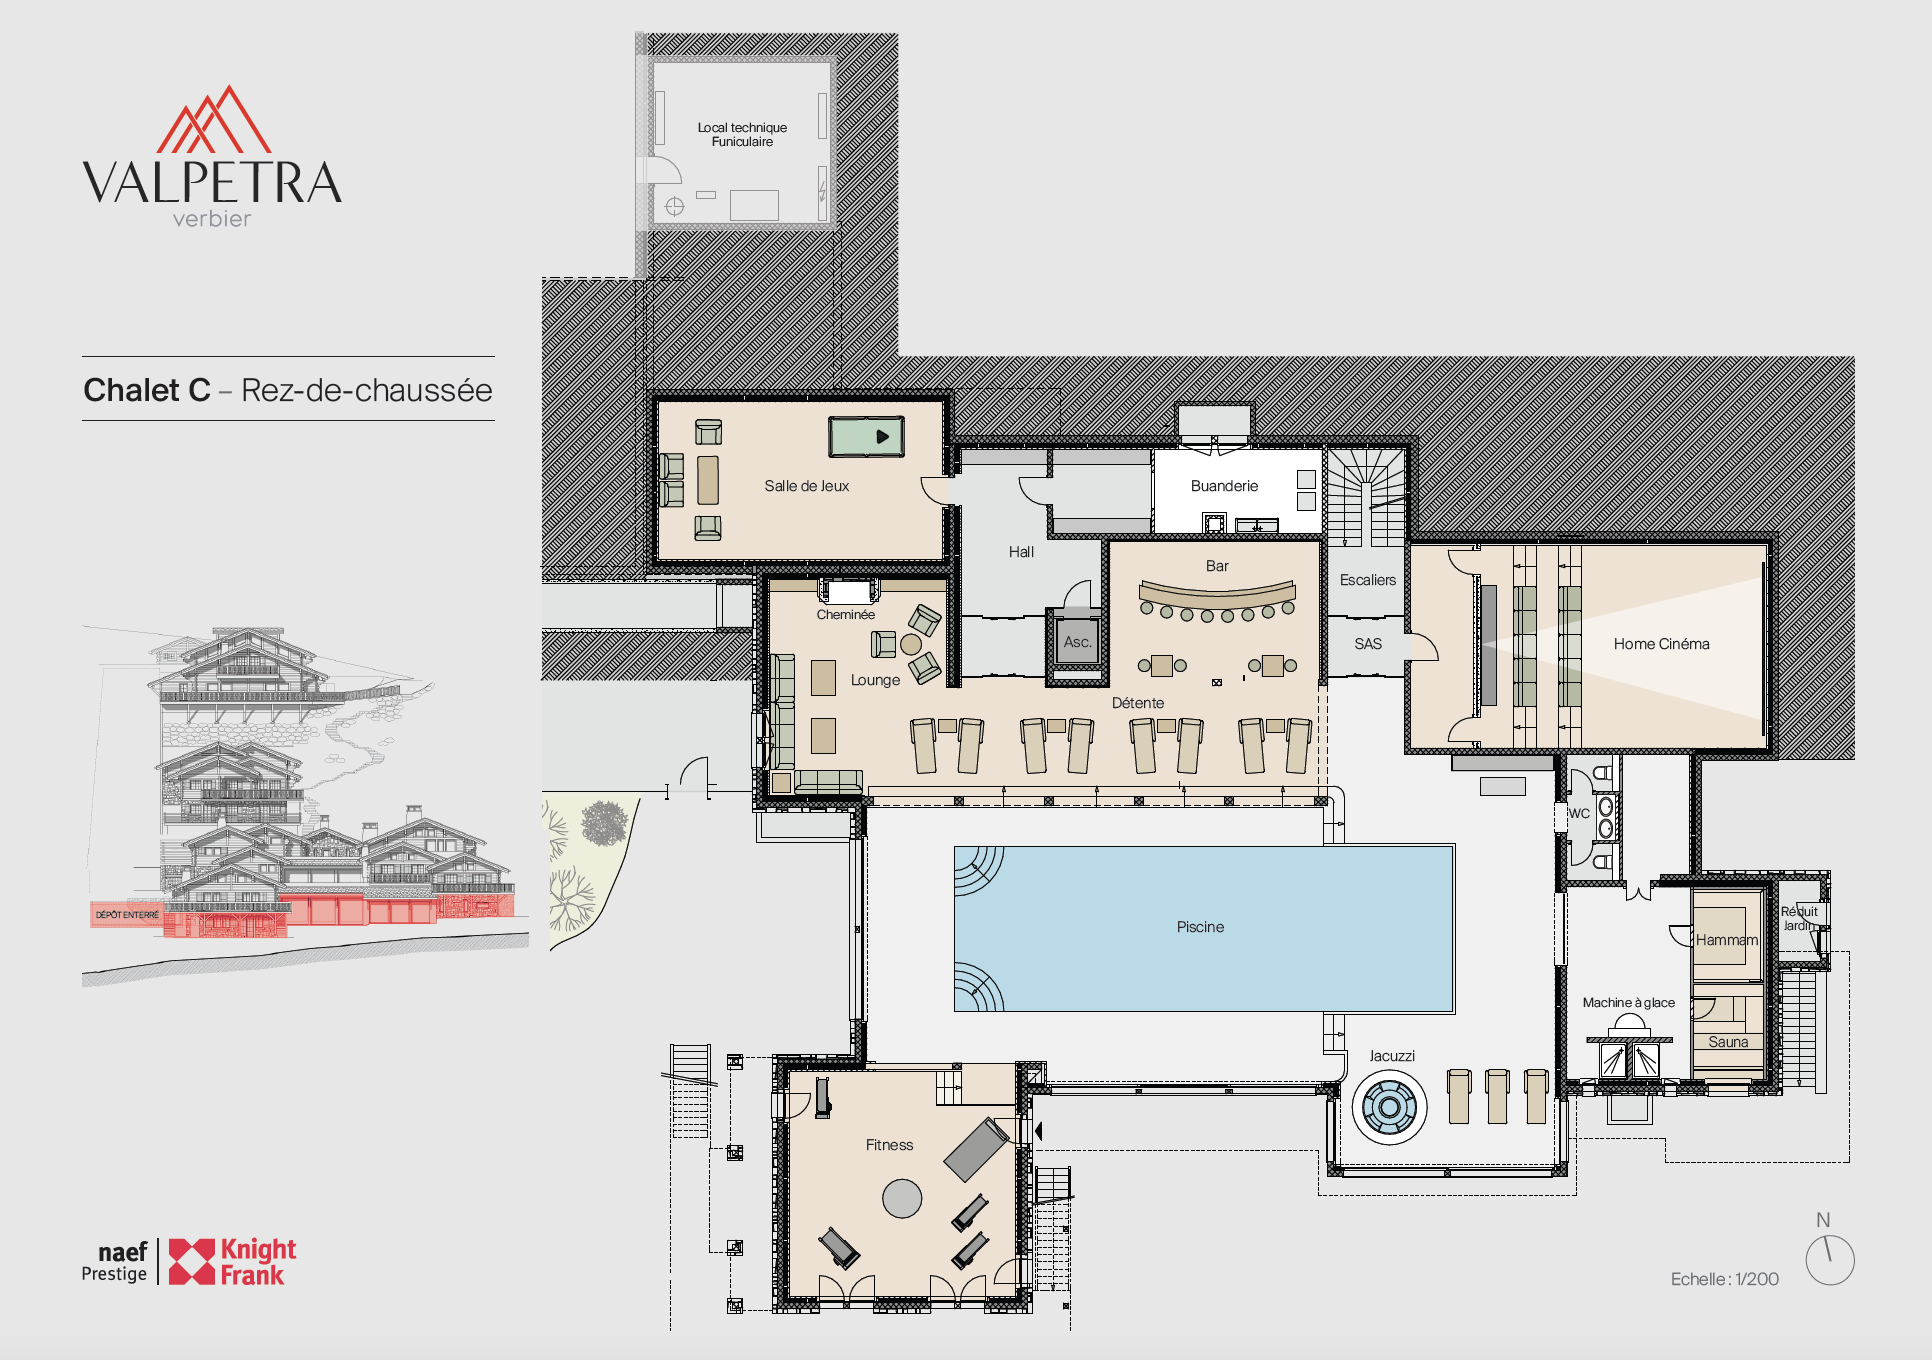 VALPETRA
verbier
Chalet C – Rez-de-chaussée
Local technique
Funiculaire
Salle de Jeux
Buanderie
Hall
Bar
Escaliers
Cheminée
Asc.
SAS
Home Cinéma
Lounge
Détente
WC
Piscine
Réduit
Jardin
Hammam
DÉPÔT ENTERRÉ
Machine à glace
Sauna
Jacuzzi
Fitness
naef
Prestige
Knight
Frank
N
Echelle : 1/200